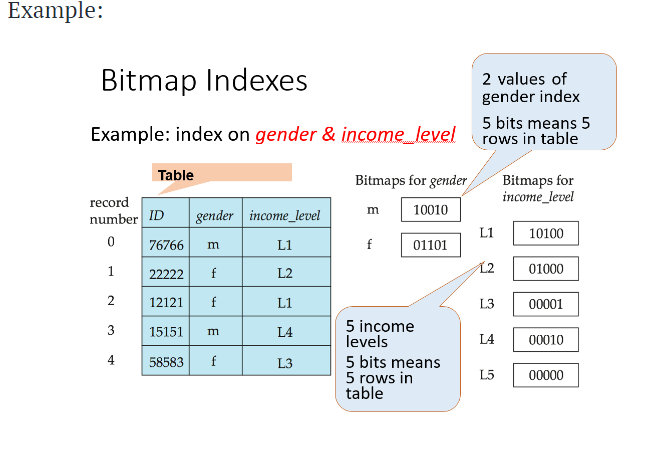 Example:
Bitmap Indexes
2 values of
gender index
5 bits means 5
rows in table
Example: index on gender & income_level
Table
record
number
ID gender income_level
0 76766 m L1
1 22222 f L2
2 12121 f L1
3 15151 m L4
4 58583 f L3
Bitmaps for gender
m 10010
f 01101
Bitmaps for
income_level
L1 10100
L2 01000
L3 00001
L4 00010
L5 00000
5 income
levels
5 bits means
5 rows in
table